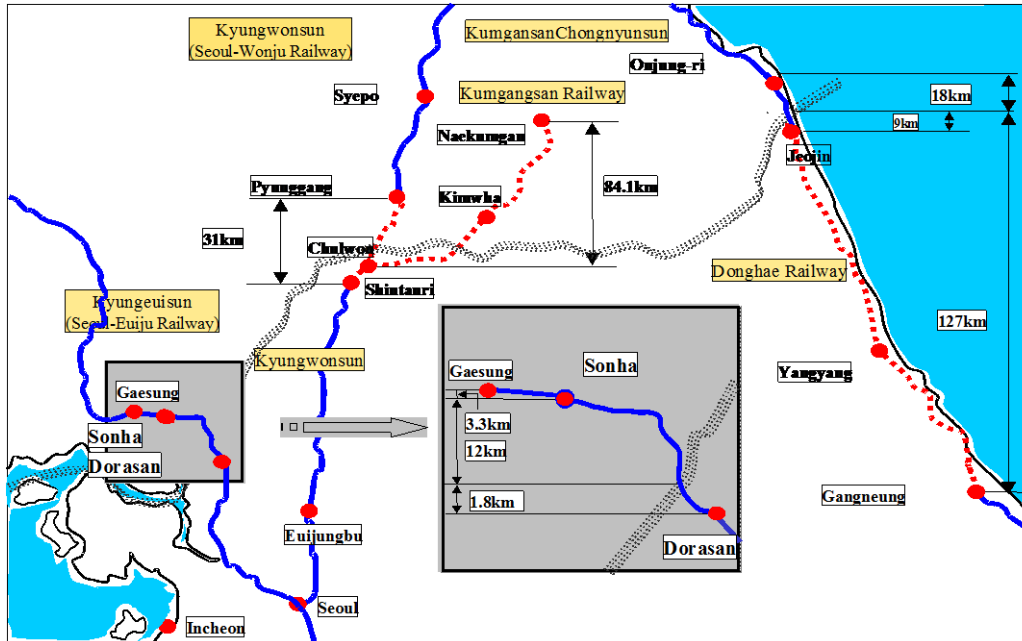 Kyungwonsun
(Seoul-Wonju Railway)
KumgansanChongnyunsun
Onjung-ri
Syepo
Kumgangsan Railway
18km
9km
Naekumgan
Jeojin
Pyunggang
Kimwha
84.1km
31km
Chulwon
Shintanri
Donghae Railway
Kyungeuisun
(Seoul-Euiju Railway)
127km
Kyungwonsun
Yangyang
Gaesung
Sonha
Dorasan
Gaesung
Sonha
3.3km
12km
1.8km
Dorasan
Gangneung
Euijungbu
Seoul
Incheon